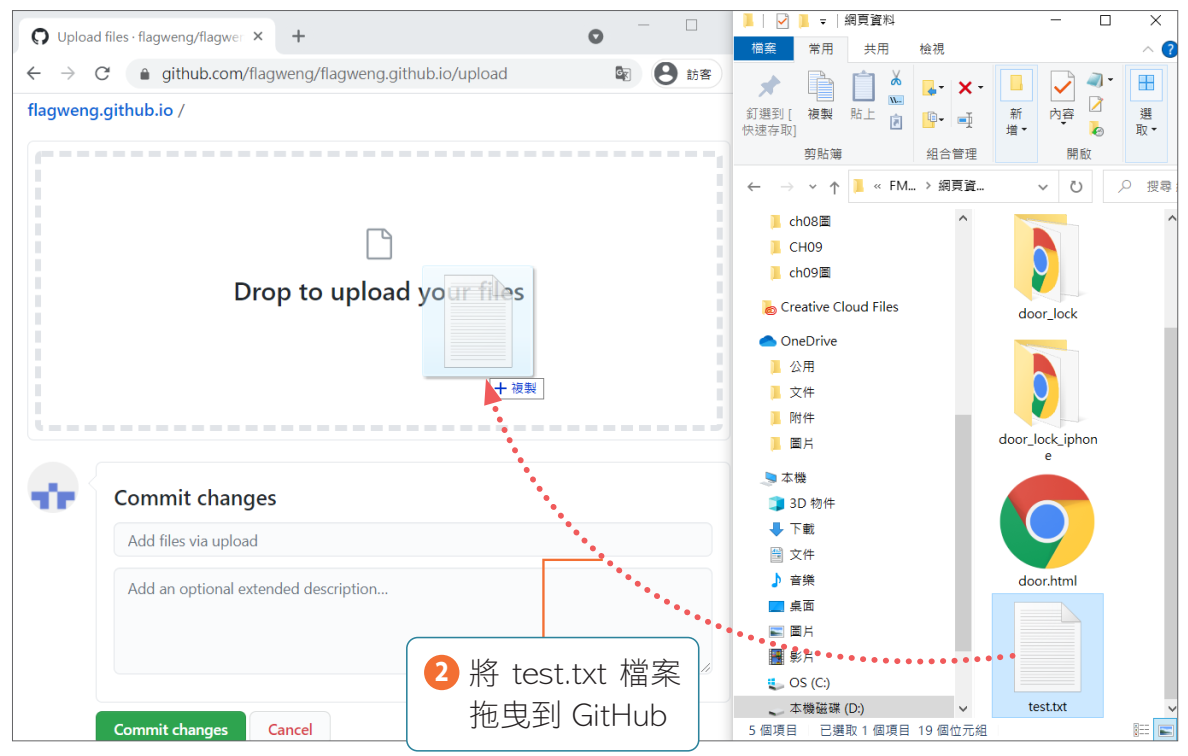 Upload files · flagweng/flagwer
github.com/flagweng/flagweng.github.io/upload
訪客
flagweng.github.io /
Drop to upload your files
複製
Commit changes
Add files via upload
Add an optional extended description...
Commit changes
Cancel
2 將 test.txt 檔案
拖曳到 GitHub
網頁資料
檔案
常用
共用
檢視
釘選到 [
快速存取]
複製
貼上
新
增
內容
選
取
剪貼簿
組合管理
開啟
« FM... > 網頁資...
搜尋
ch08圖
CH09
ch09圖
Creative Cloud Files
OneDrive
公用
文件
附件
圖片
本機
3D 物件
下載
文件
音樂
桌面
圖片
影片
OS (C:)
本機磁碟 (D:)
door_lock
door_lock_iphon
e
door.html
test.txt
5 個項目
已選取 1 個項目 19 個位元組